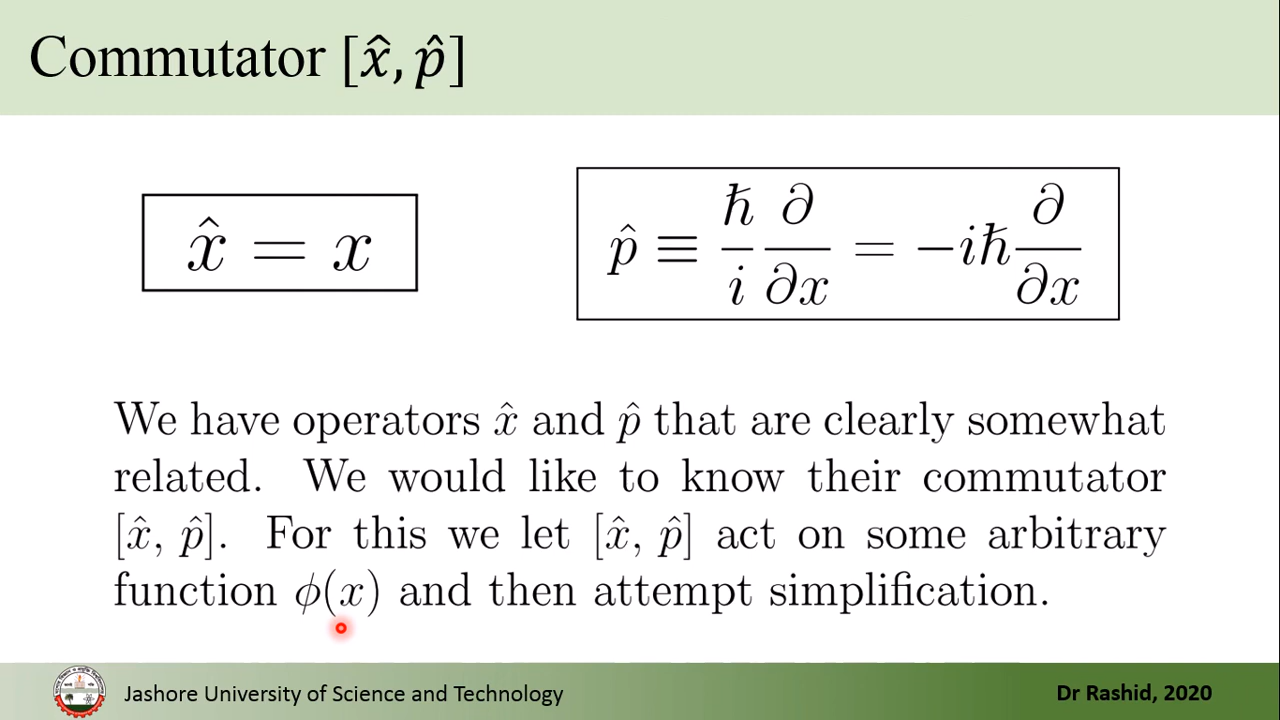 Commutator [x̂, p̂]
x̂ = x
p̂ ≡ ħ/i ∂/∂x = −iħ ∂/∂x
We have operators x̂ and p̂ that are clearly somewhat
related. We would like to know their commutator
[x̂, p̂]. For this we let [x̂, p̂] act on some arbitrary
function ϕ(x) and then attempt simplification.
Jashore University of Science and Technology
Dr Rashid, 2020